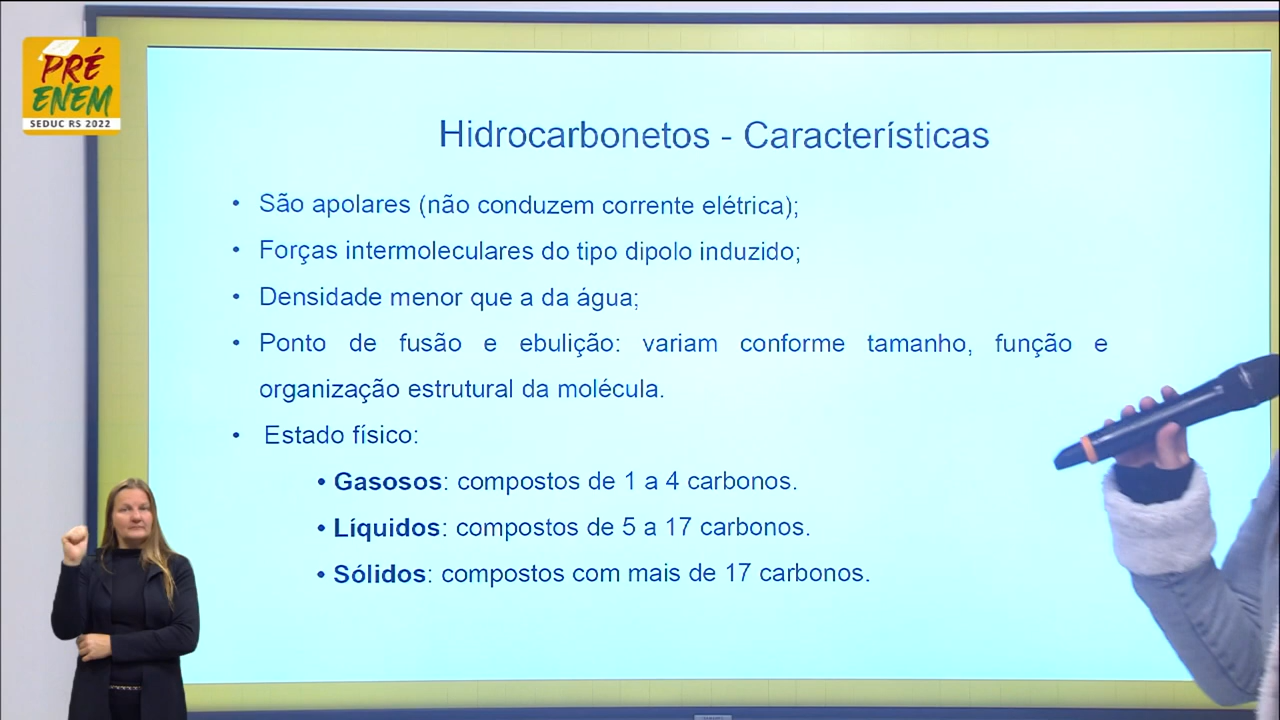 PRÉ
ENEM
SEDUC RS 2022
Hidrocarbonetos - Características
• São apolares (não conduzem corrente elétrica);
• Forças intermoleculares do tipo dipolo induzido;
• Densidade menor que a da água;
• Ponto de fusão e ebulição: variam conforme tamanho, função e
organização estrutural da molécula.
• Estado físico:
• Gasosos: compostos de 1 a 4 carbonos.
• Líquidos: compostos de 5 a 17 carbonos.
• Sólidos: compostos com mais de 17 carbonos.